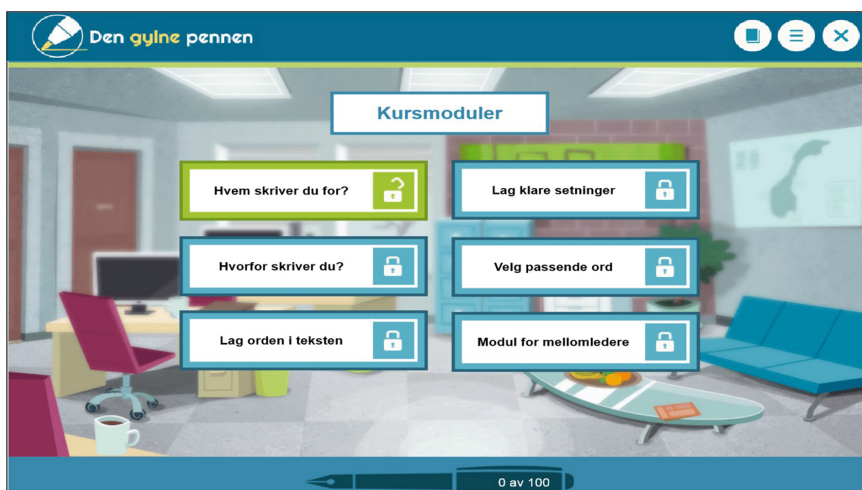 Den gylne pennen
Kursmoduler
Hvem skriver du for?
Hvorfor skriver du?
Lag orden i teksten
Lag klare setninger
Velg passende ord
Modul for mellomledere
0 av 100